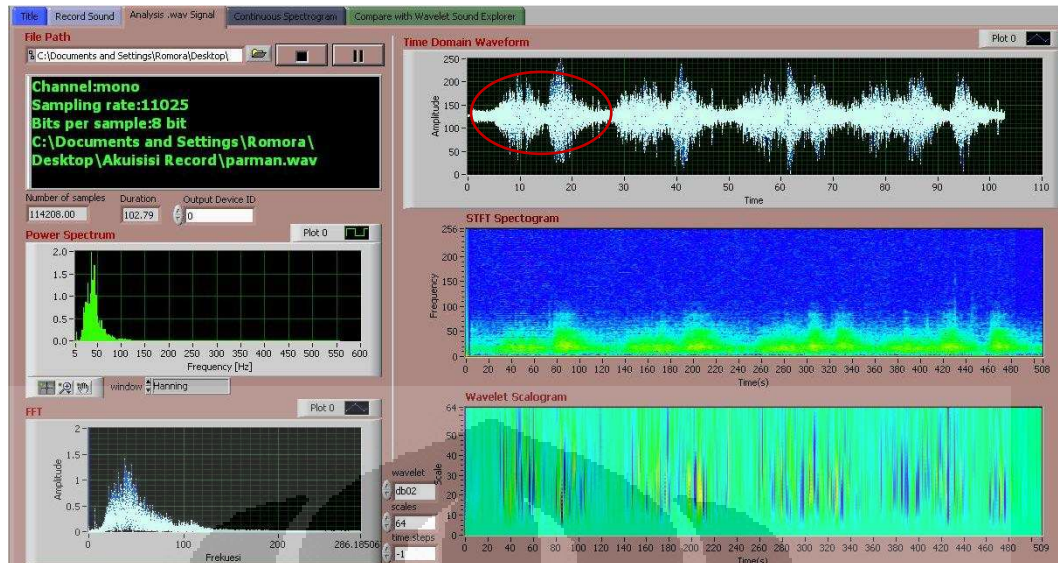 Title Record Sound Analysis .wav Signal Continuous Spectrogram Compare with Wavelet Sound Explorer
File Path
C:\Documents and Settings\Romora\Desktop\
Channel:mono
Sampling rate:11025
Bits per sample:8 bit
C:\Documents and Settings\Romora\
Desktop\Akuisisi Record\parman.wav
Number of samples Duration Output Device ID
114208.00 102.79 0
Power Spectrum Plot 0
2.0
1.5
1.0
0.5
0.0
5 50 100 150 200 250 300 350 400 450 500 550 600
Frequency [Hz]
window Hanning
FFT Plot 0
Amplitude
2
1.5
1
0.5
0
0 100 200 286.18506
Frekuesi
wavelet
db02
scales
64
time steps
-1
Time Domain Waveform Plot 0
Amplitude
250
200
150
100
50
0
0 10 20 30 40 50 60 70 80 90 100 110
Time
STFT Spectogram
Frequency
256
200
150
100
50
0
0 20 40 60 80 100 120 140 160 180 200 220 240 260 280 300 320 340 360 380 400 420 440 460 480 508
Time(s)
Wavelet Scalogram
Scale
64
50
40
30
20
10
0
0 20 40 60 80 100 120 140 160 180 200 220 240 260 280 300 320 340 360 380 400 420 440 460 480 509
Time(s)